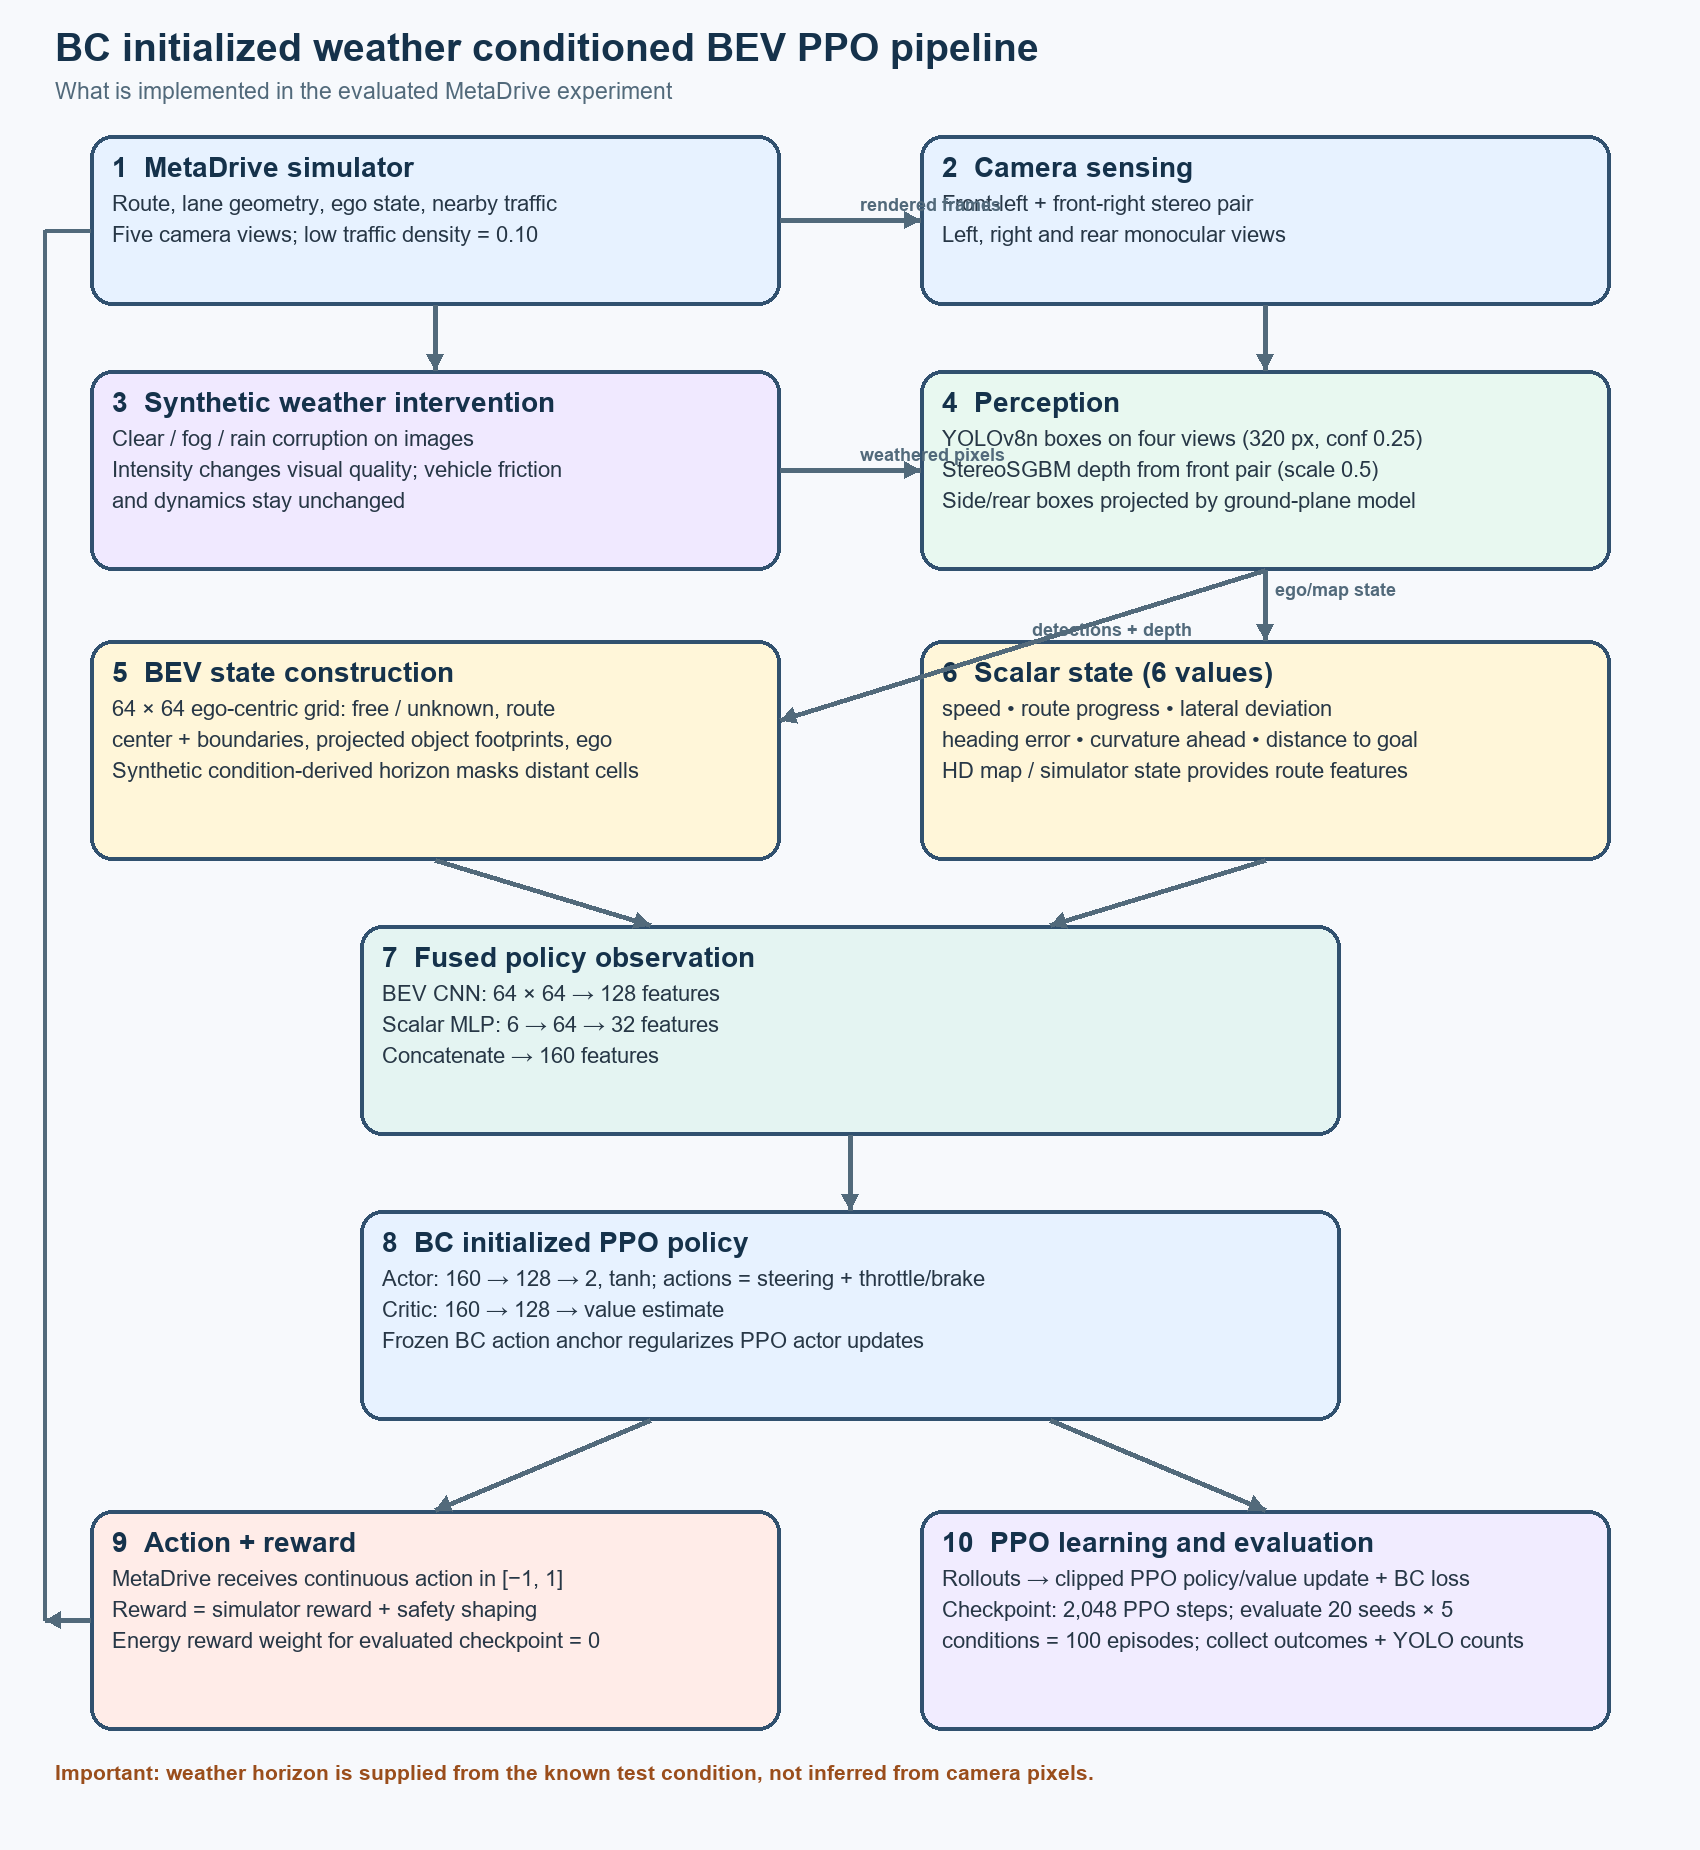 BC initialized weather conditioned BEV PPO pipeline
What is implemented in the evaluated MetaDrive experiment
1 MetaDrive simulator
Route, lane geometry, ego state, nearby traffic
Five camera views; low traffic density = 0.10
rendered frames
2 Camera sensing
Front-left + front-right stereo pair
Left, right and rear monocular views
3 Synthetic weather intervention
Clear / fog / rain corruption on images
Intensity changes visual quality; vehicle friction
and dynamics stay unchanged
weathered pixels
4 Perception
YOLOv8n boxes on four views (320 px, conf 0.25)
StereoSGBM depth from front pair (scale 0.5)
Side/rear boxes projected by ground-plane model
ego/map state
detections + depth
5 BEV state construction
64 × 64 ego-centric grid: free / unknown, route
center + boundaries, projected object footprints, ego
Synthetic condition-derived horizon masks distant cells
6 Scalar state (6 values)
speed • route progress • lateral deviation
heading error • curvature ahead • distance to goal
HD map / simulator state provides route features
7 Fused policy observation
BEV CNN: 64 × 64 → 128 features
Scalar MLP: 6 → 64 → 32 features
Concatenate → 160 features
8 BC initialized PPO policy
Actor: 160 → 128 → 2, tanh; actions = steering + throttle/brake
Critic: 160 → 128 → value estimate
Frozen BC action anchor regularizes PPO actor updates
9 Action + reward
MetaDrive receives continuous action in [−1, 1]
Reward = simulator reward + safety shaping
Energy reward weight for evaluated checkpoint = 0
10 PPO learning and evaluation
Rollouts → clipped PPO policy/value update + BC loss
Checkpoint: 2,048 PPO steps; evaluate 20 seeds × 5
conditions = 100 episodes; collect outcomes + YOLO counts
Important: weather horizon is supplied from the known test condition, not inferred from camera pixels.